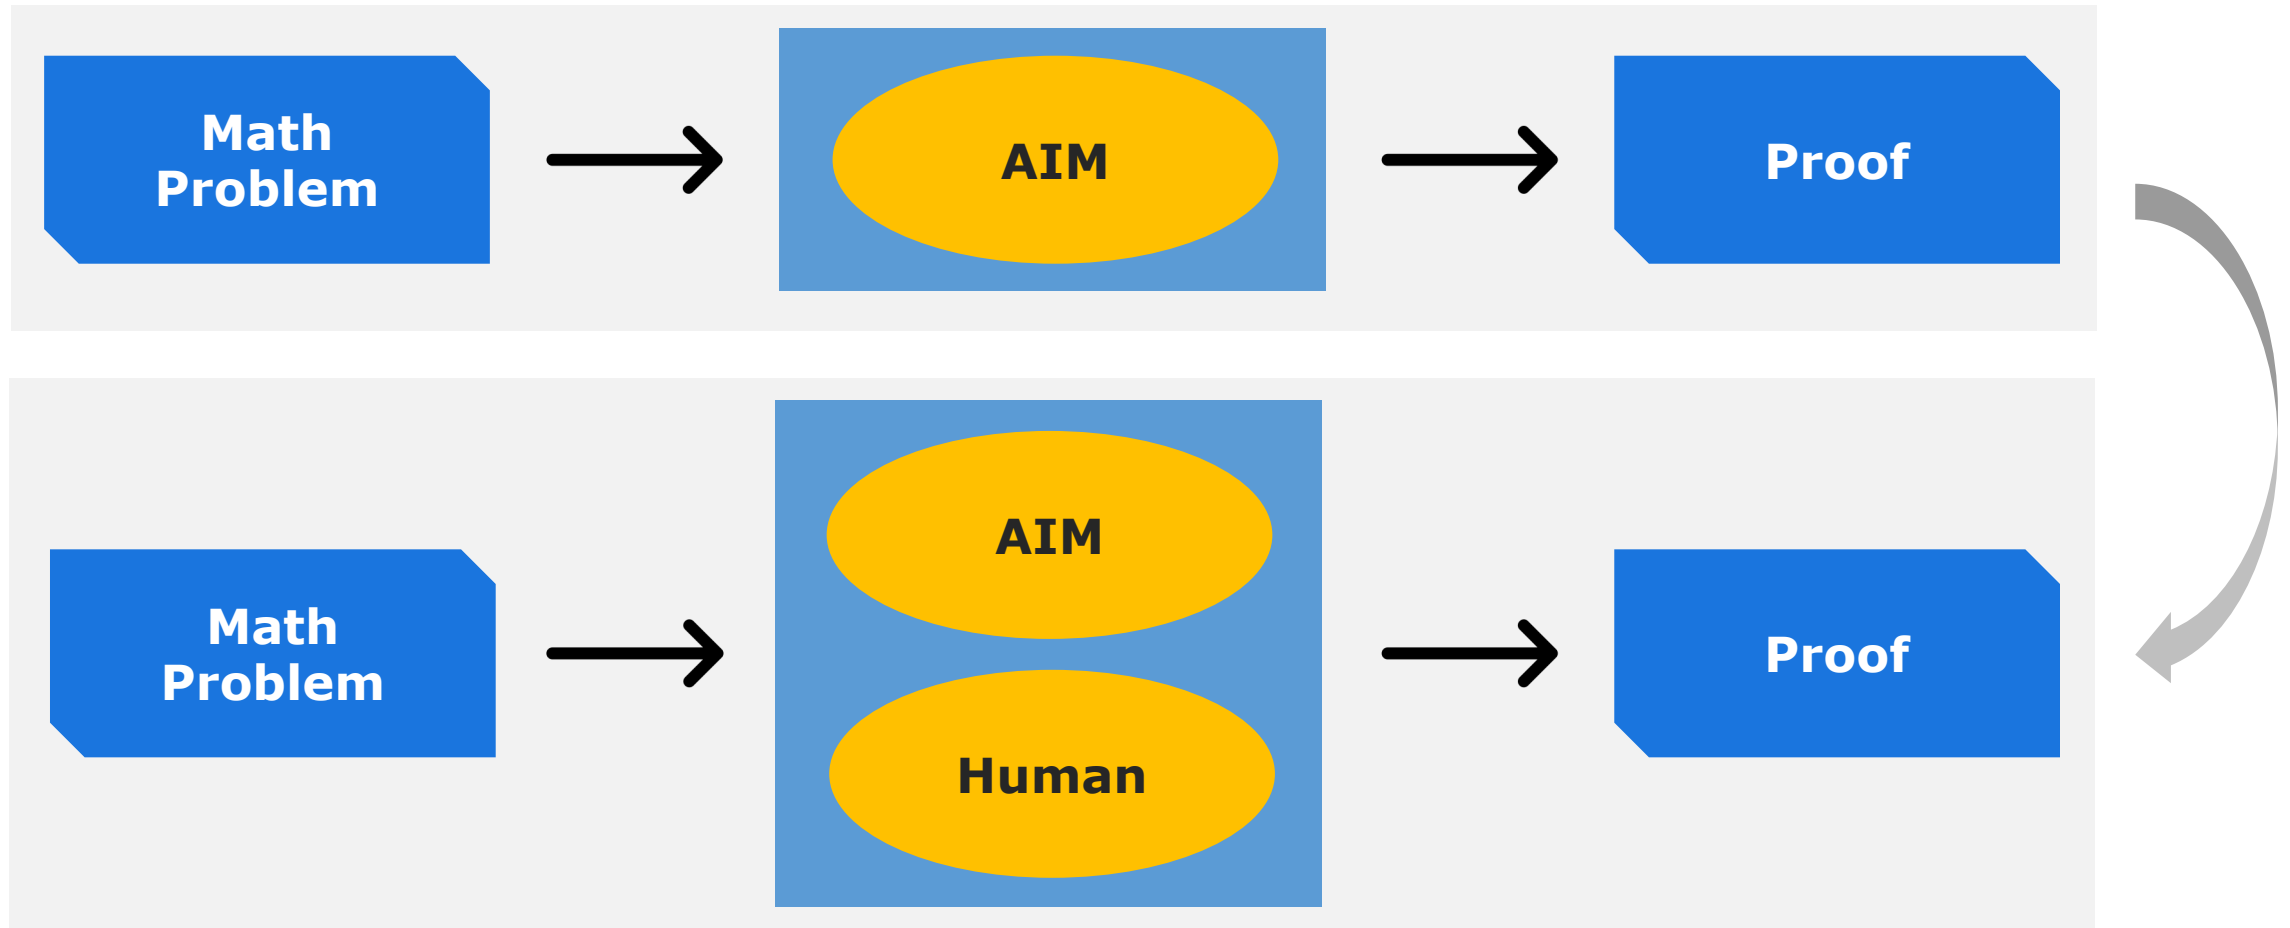 Math
Problem
AIM
Proof
Math
Problem
AIM
Human
Proof